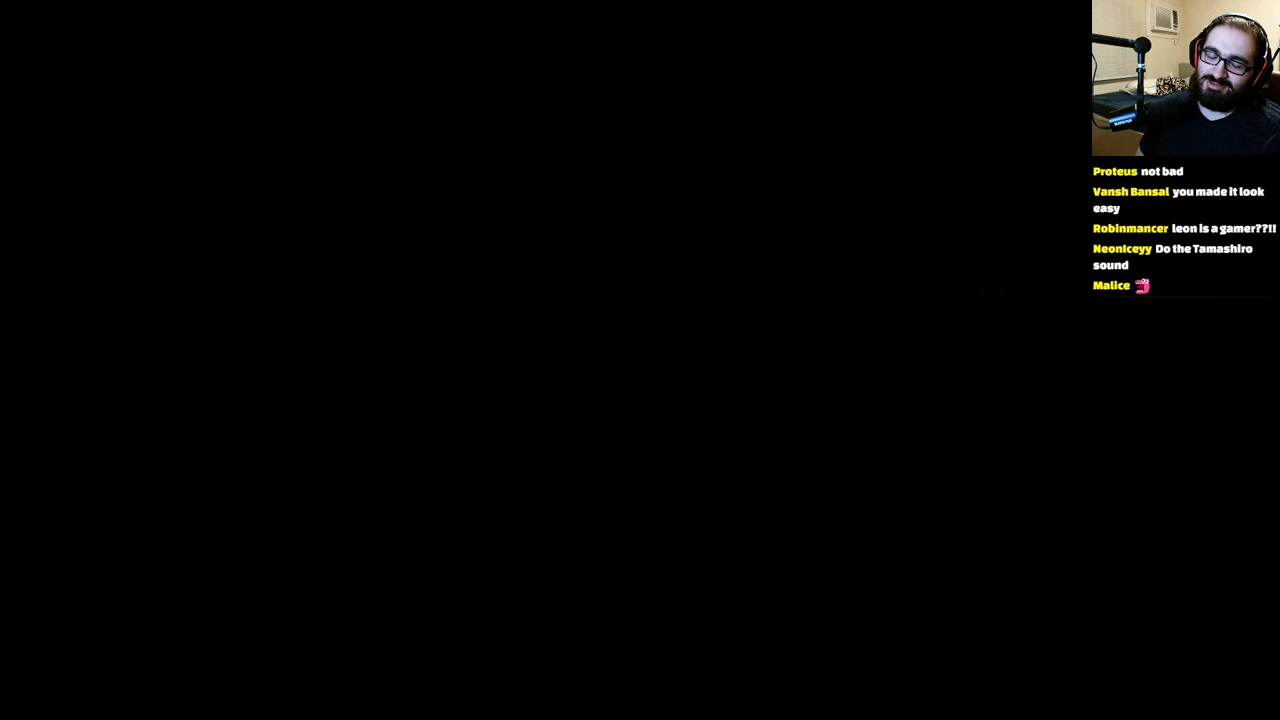 Proteus not bad
Vansh Bansal you made it look
easy
Robinmancer leon is a gamer??!!
NeonIceyy Do the Tamashiro
sound
Malice